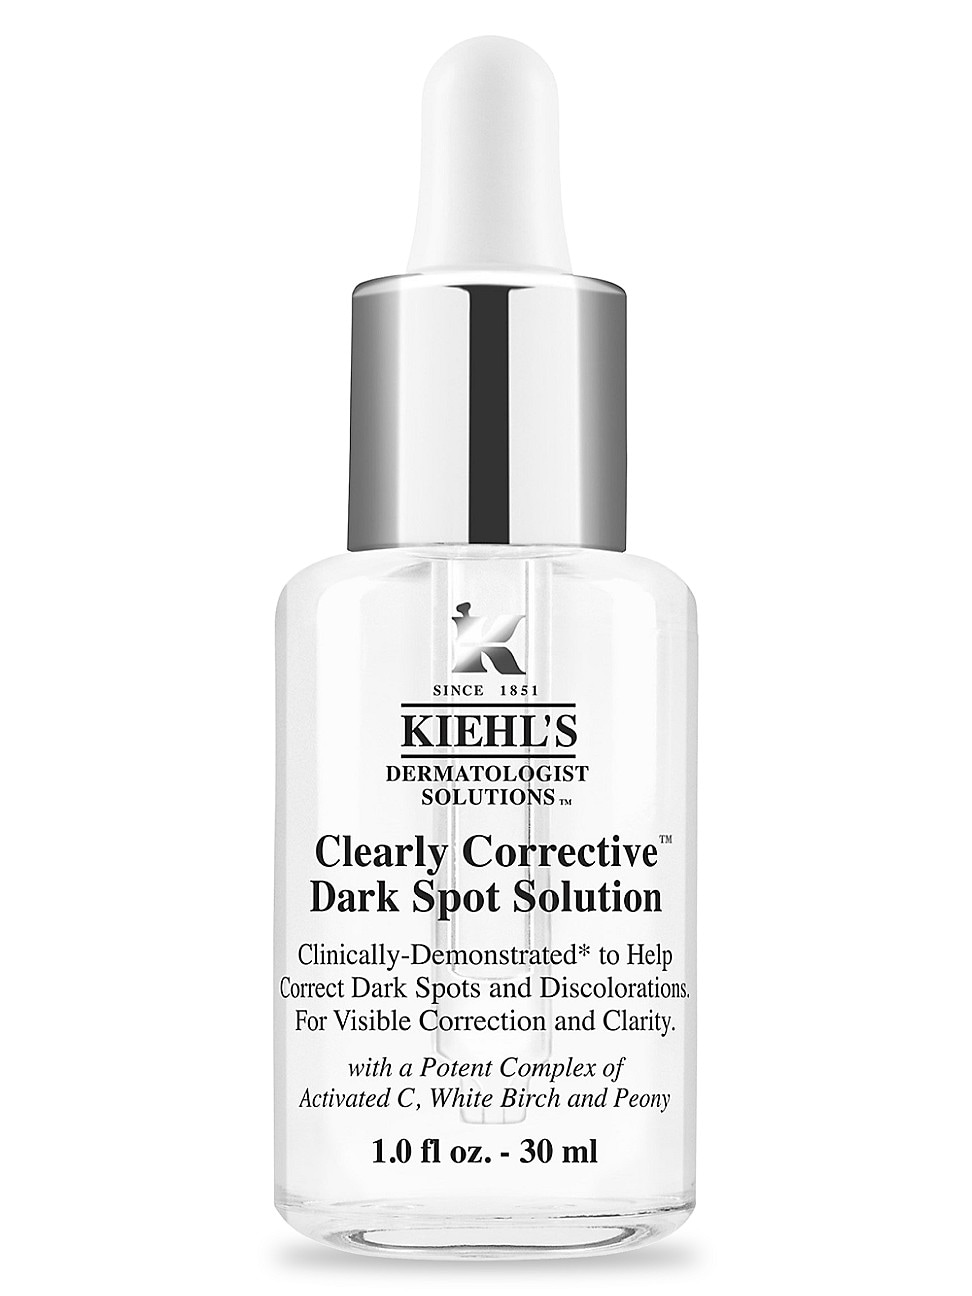 K
SINCE 1851
KIEHL'S
DERMATOLOGIST
SOLUTIONS™
Clearly Corrective™
Dark Spot Solution
Clinically-Demonstrated* to Help
Correct Dark Spots and Discolorations.
For Visible Correction and Clarity.
with a Potent Complex of
Activated C, White Birch and Peony
1.0 fl oz. - 30 ml